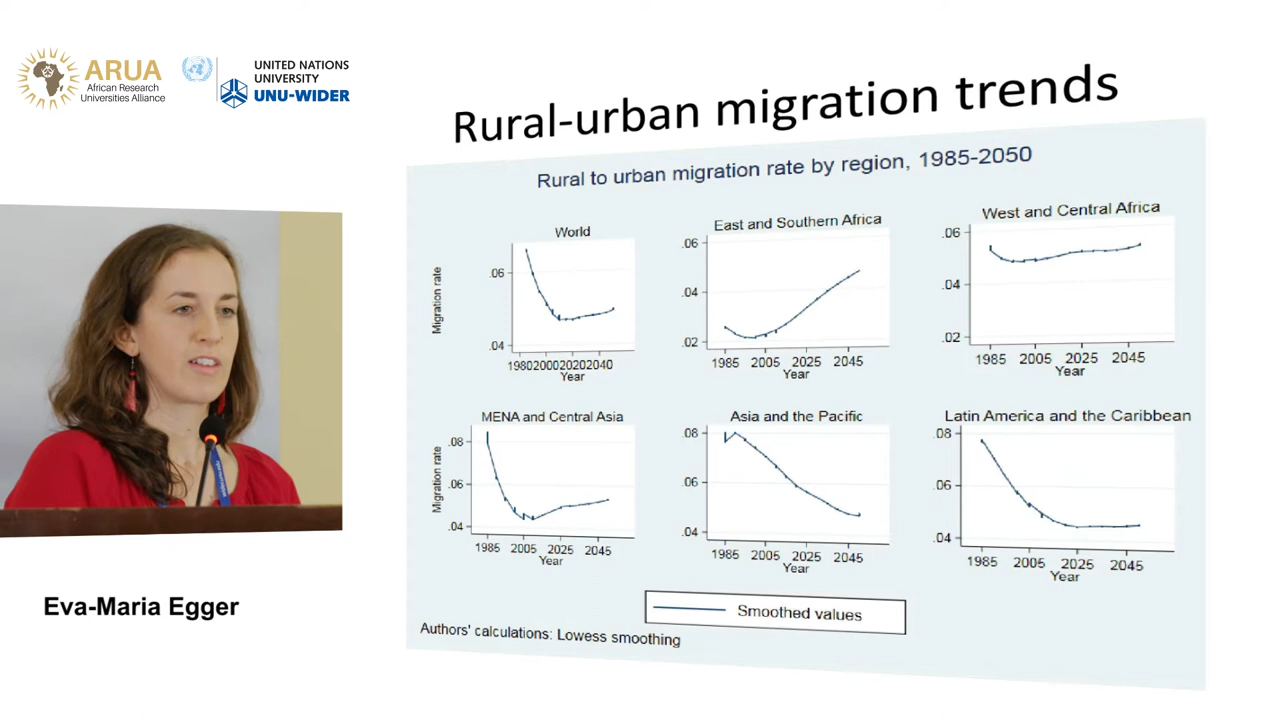 ARUA
African Research
Universities Alliance
UNITED NATIONS
UNIVERSITY
UNU-WIDER
Rural-urban migration trends
Rural to urban migration rate by region, 1985-2050
World
Migration rate
.06
.04
1980200020202040
Year
East and Southern Africa
.06
.04
.02
1985 2005 2025 2045
Year
West and Central Africa
.06
.04
.02
1985 2005 2025 2045
Year
MENA and Central Asia
Migration rate
.08
.06
.04
1985 2005 2025 2045
Year
Asia and the Pacific
.08
.06
.04
1985 2005 2025 2045
Year
Latin America and the Caribbean
.08
.06
.04
1985 2005 2025 2045
Year
Smoothed values
Authors' calculations: Lowess smoothing
Eva-Maria Egger